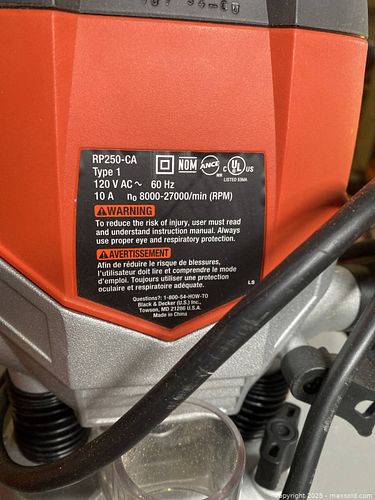 RP250-CA
Type 1
120 V AC ~ 60 Hz
10 A n₀ 8000-27000/min (RPM)
NOM
ANCE
MR
C UL US
LISTED
WARNING
To reduce the risk of injury, user must read
and understand instruction manual. Always
use proper eye and respiratory protection.
AVERTISSEMENT
Afin de réduire le risque de blessures,
l'utilisateur doit lire et comprendre le mode
d'emploi. Toujours utiliser une protection
oculaire et respiratoire adéquate.
LS
Questions?: 1-800-54-HOW-TO
Black & Decker (U.S.) Inc.,
Towson, MD 21286 U.S.A.
Made in China
copyright 2025 - maxsold.com